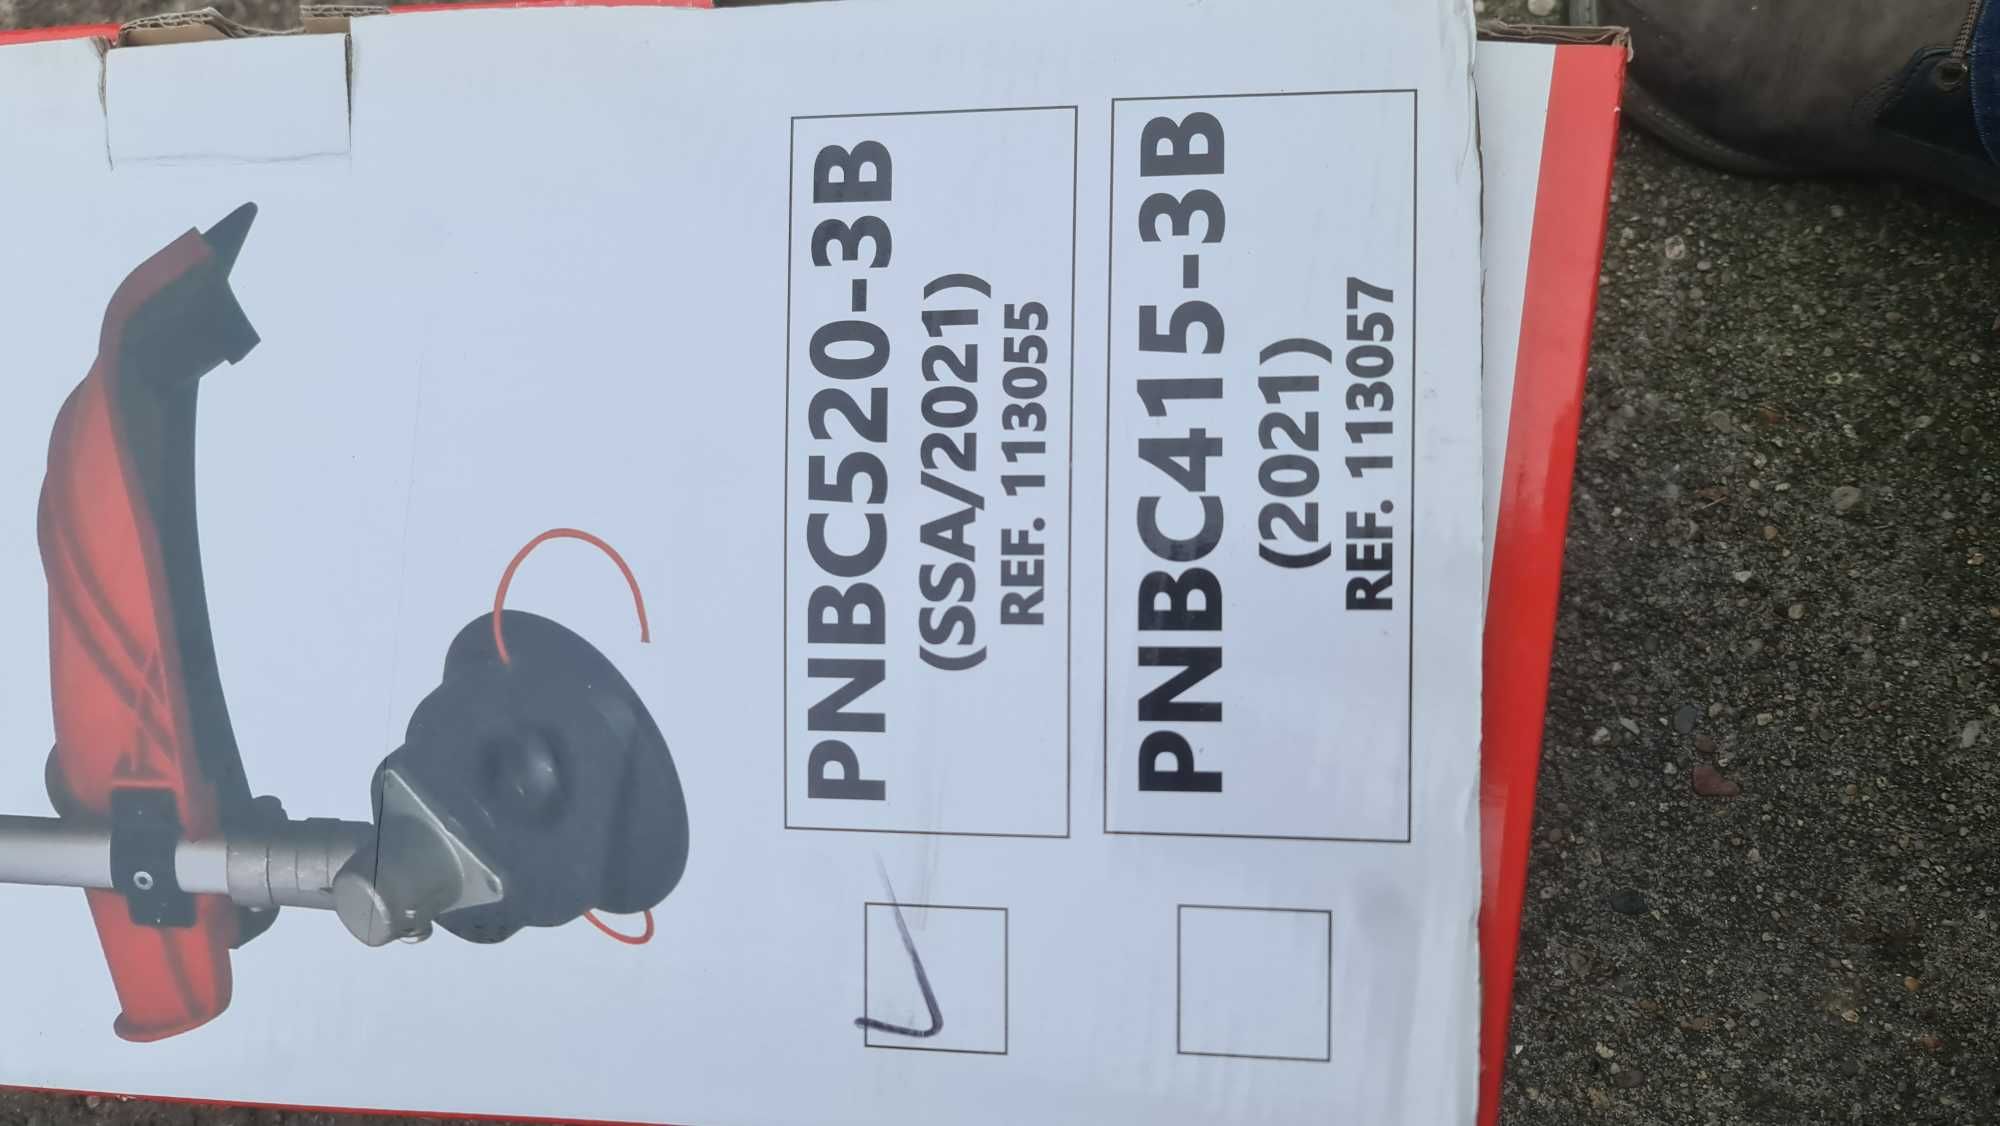 PNBC520-3B
(SSA/2021)
REF. 113055
PNBC415-3B
(2021)
REF. 113057